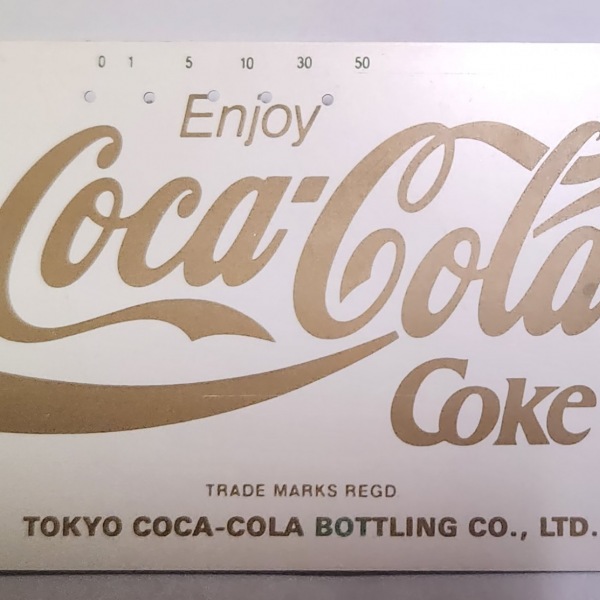 0 1 5 10 30 50
Enjoy
Coca-Cola
Coke
TRADE MARKS REGD
TOKYO COCA-COLA BOTTLING CO., LTD.